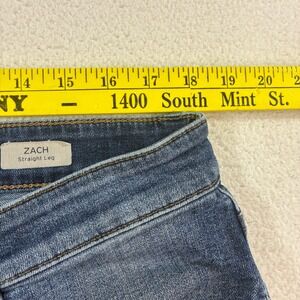 14 15 16 17 18 19 20
NY — 1400 South Mint St.
ZACH
Straight Leg